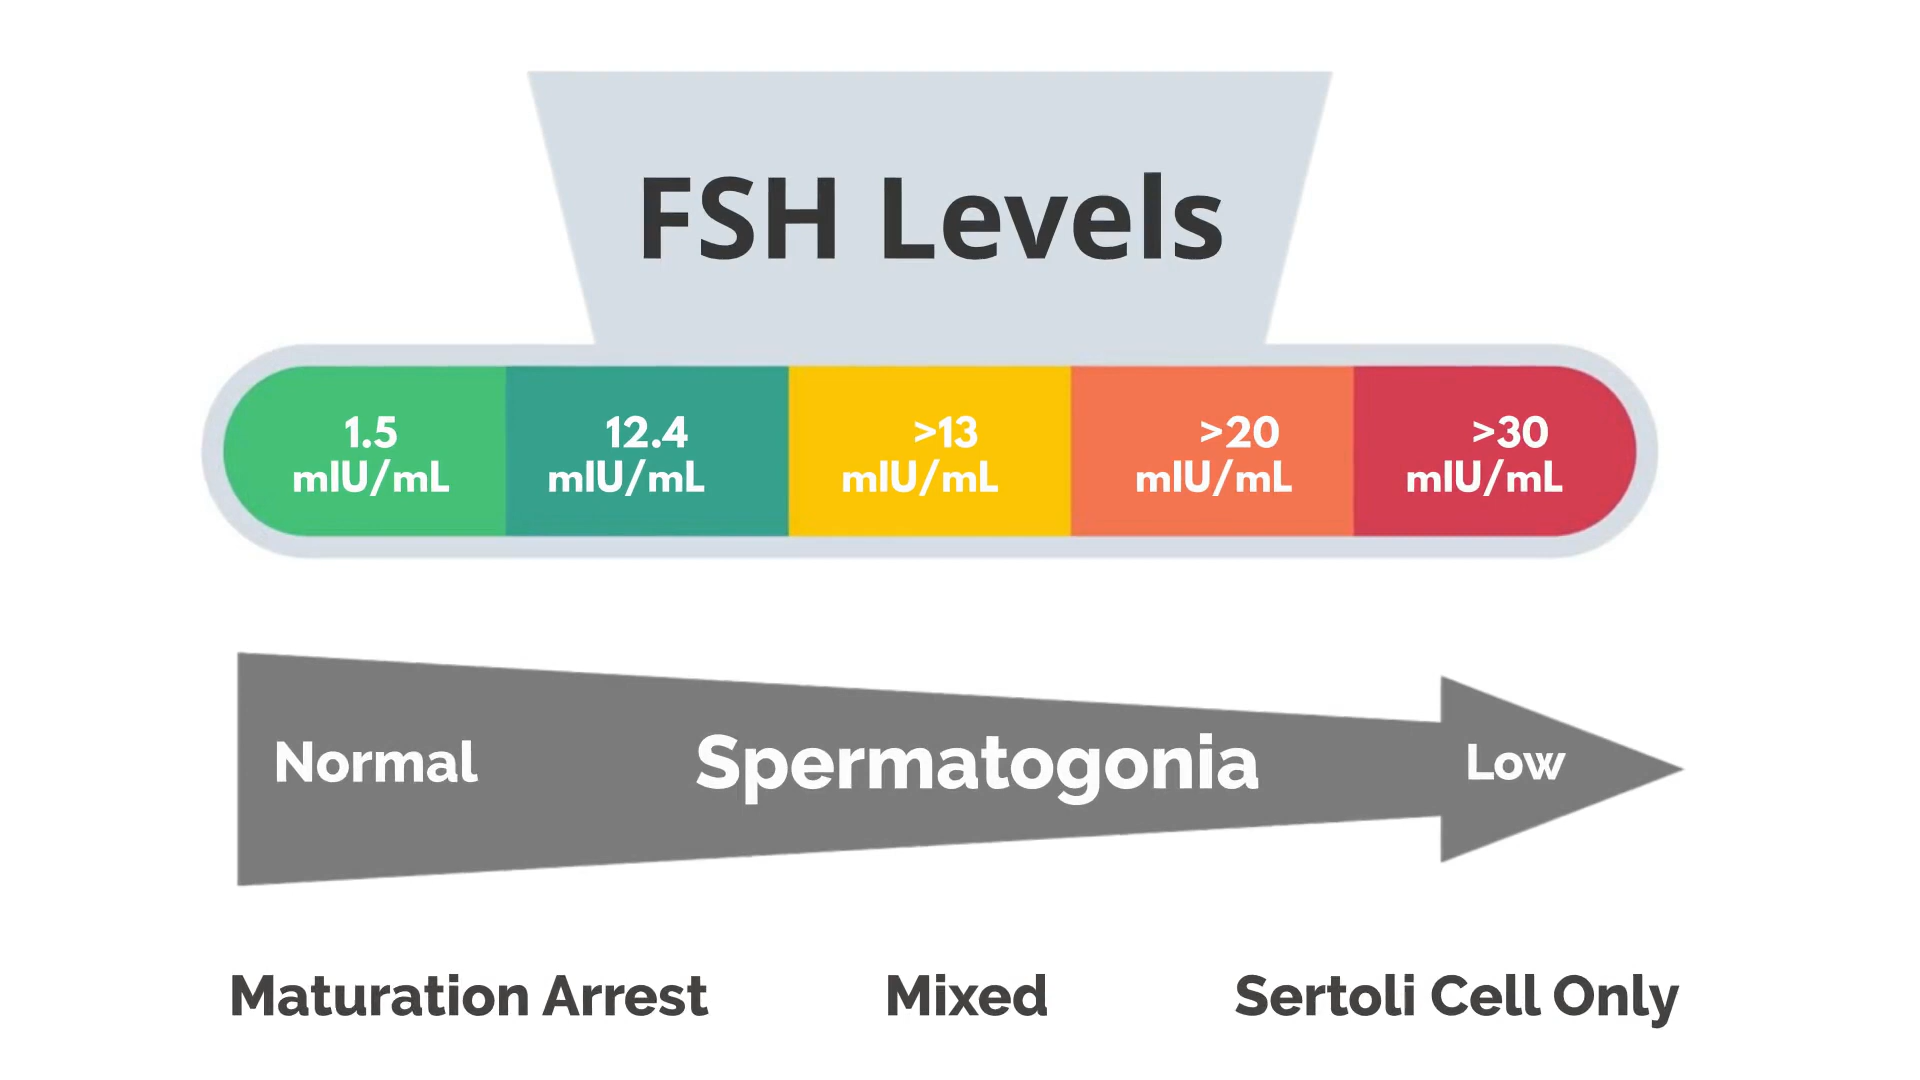 FSH Levels
1.5 12.4 >13 >20 >30
mIU/mL mIU/mL mIU/mL mIU/mL mIU/mL
Normal Spermatogonia Low
Maturation Arrest Mixed Sertoli Cell Only